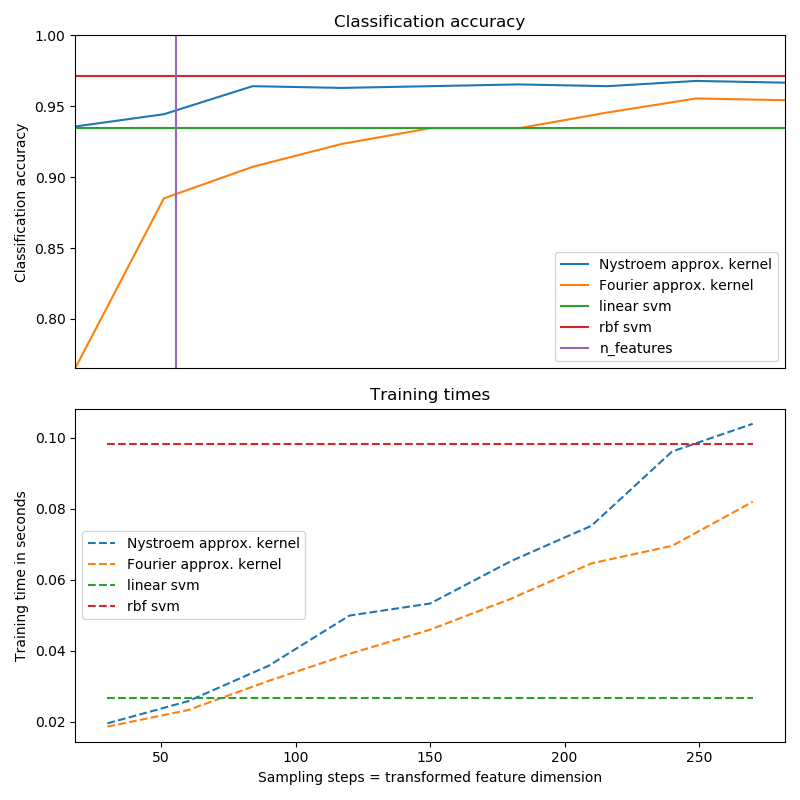 Classification accuracy
Classification accuracy
1.00
0.95
0.90
0.85
0.80
Nystroem approx. kernel
Fourier approx. kernel
linear svm
rbf svm
n_features
Training times
Training time in seconds
0.10
0.08
0.06
0.04
0.02
Nystroem approx. kernel
Fourier approx. kernel
linear svm
rbf svm
50 100 150 200 250
Sampling steps = transformed feature dimension